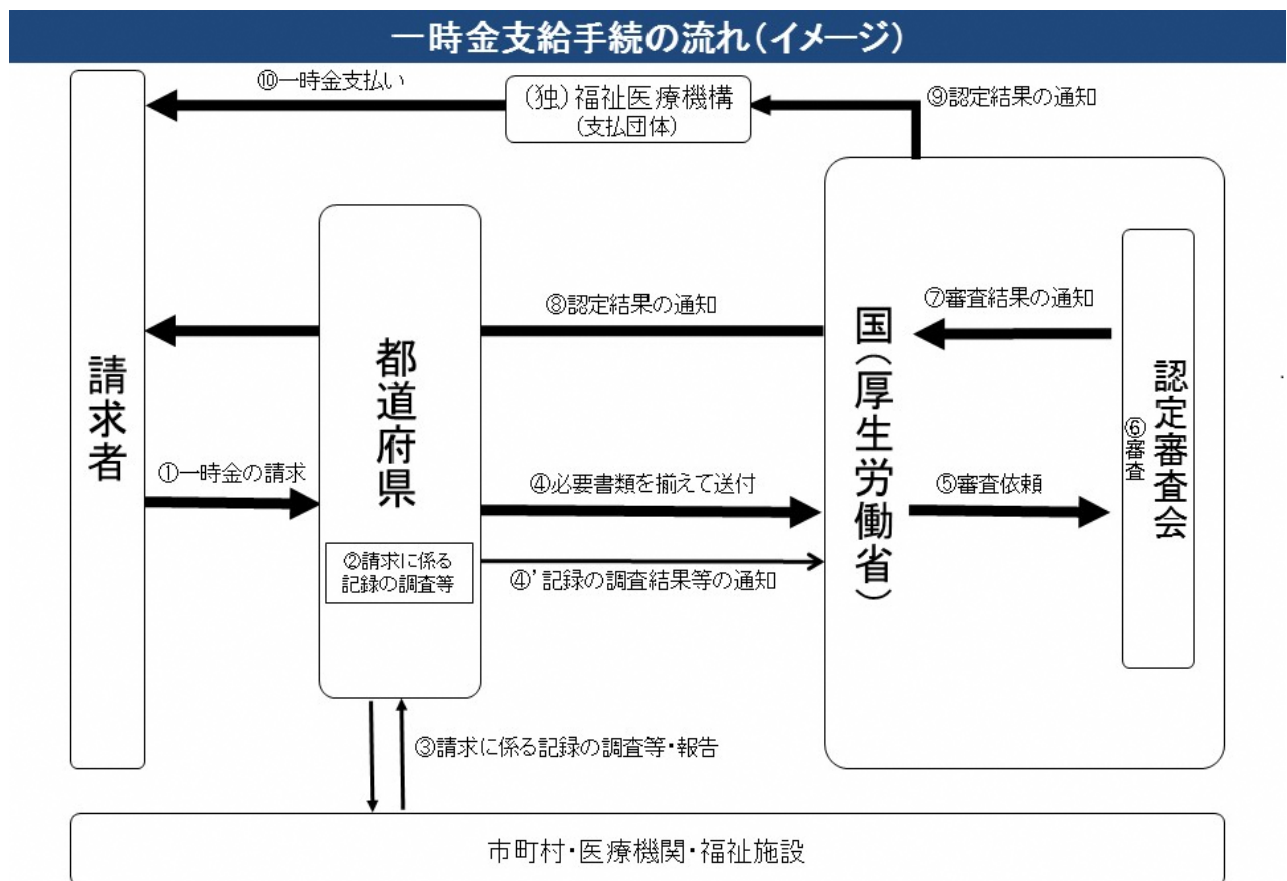 一時金支給手続の流れ(イメージ)
⑩一時金支払い
(独)福祉医療機構
(支払団体)
⑨認定結果の通知
請求者
都道府県
⑧認定結果の通知
国(厚生労働省)
⑦審査結果の通知
認定審査会
⑥審査
①一時金の請求
④必要書類を揃えて送付
⑤審査依頼
②請求に係る
記録の調査等
④'記録の調査結果等の通知
③請求に係る記録の調査等・報告
市町村・医療機関・福祉施設